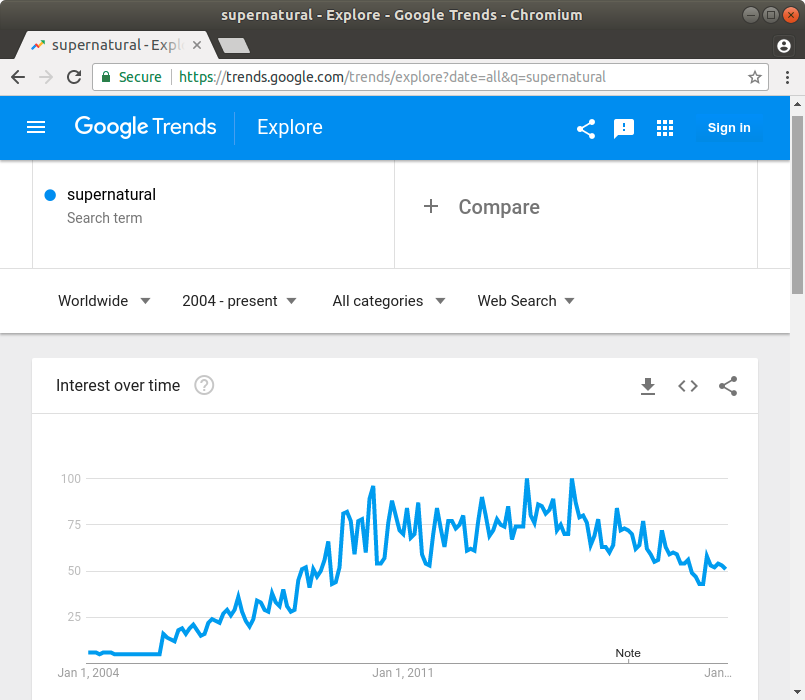 supernatural - Explore - Google Trends - Chromium
supernatural - Expl
Secure https://trends.google.com/trends/explore?date=all&q=supernatural
Google Trends Explore Sign in
supernatural
Search term
+ Compare
Worldwide 2004 - present All categories Web Search
Interest over time ?
100
75
50
25
Note
Jan 1, 2004 Jan 1, 2011 Jan...